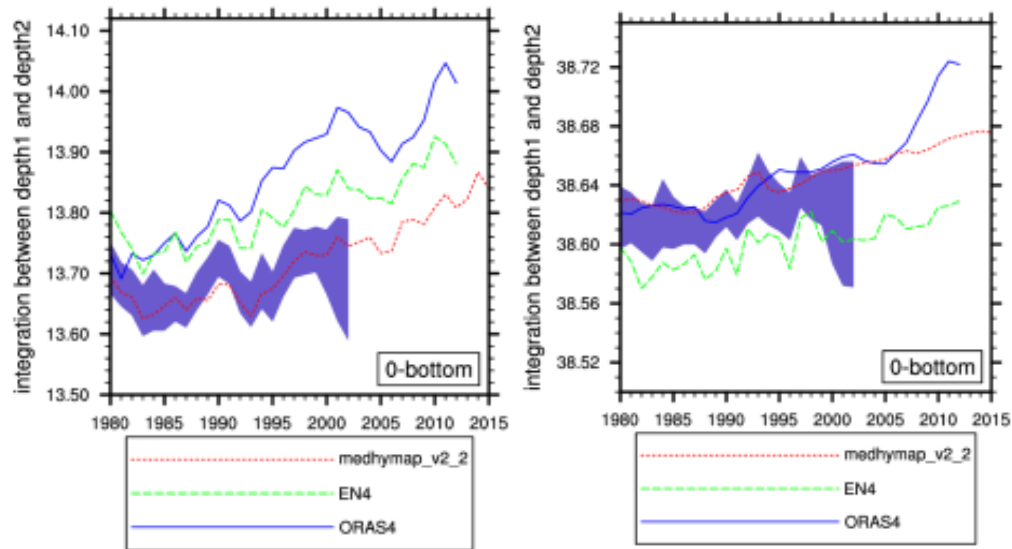 integration between depth1 and depth2
14.10
14.00
13.90
13.80
13.70
13.60
13.50
0-bottom
1980 1985 1990 1995 2000 2005 2010 2015
medhymap_v2_2
EN4
ORAS4
integration between depth1 and depth2
38.72
38.68
38.64
38.60
38.56
38.52
0-bottom
1980 1985 1990 1995 2000 2005 2010 2015
medhymap_v2_2
EN4
ORAS4